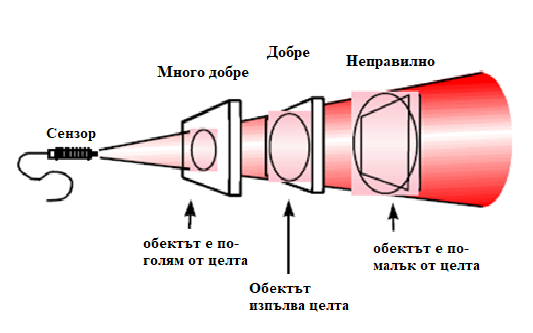 Много добре
Добре
Неправилно
Сензор
обектът е по-
голям от целта
Обектът
изпълва целта
обектът е по-
малък от целта